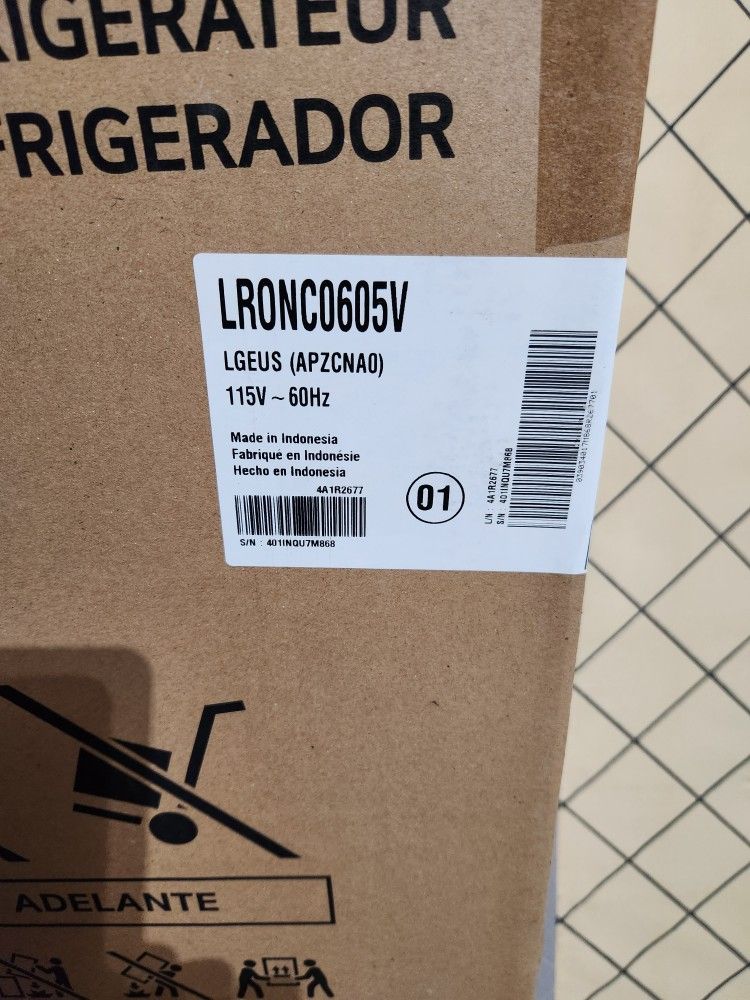 RIGERATEUR
FRIGERADOR
LRONC0605V
LGEUS (APZCNA0)
115V ~ 60Hz
Made in Indonesia
Fabriqué en Indonésie
Hecho en Indonesia
4A1R2677
S/N : 401INQU7M868
01
L/N : 4A1R2677
S/N : 401INQU7M868
ADELANTE